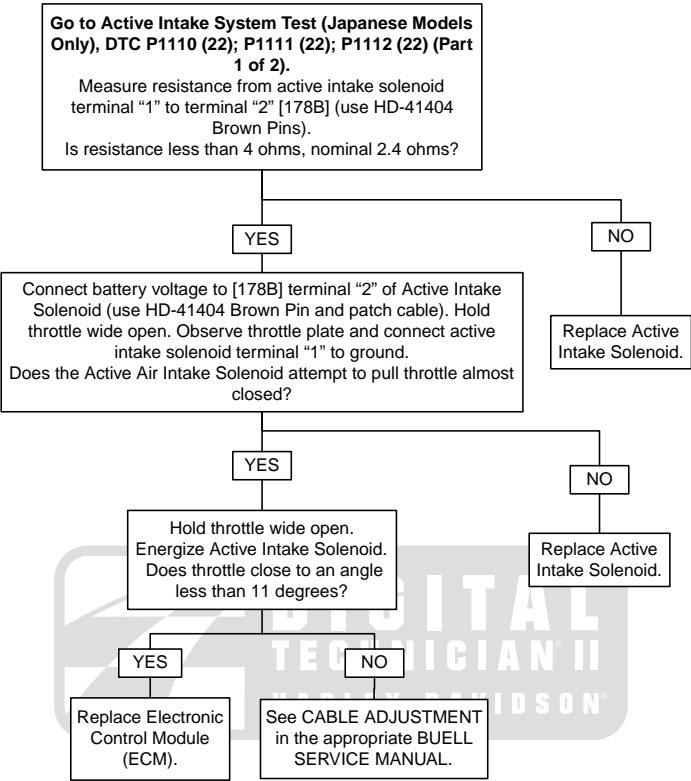 Go to Active Intake System Test (Japanese Models
Only), DTC P1110 (22); P1111 (22); P1112 (22) (Part
1 of 2).
Measure resistance from active intake solenoid
terminal “1” to terminal “2” [178B] (use HD-41404
Brown Pins).
Is resistance less than 4 ohms, nominal 2.4 ohms?
YES
NO
Connect battery voltage to [178B] terminal “2” of Active Intake
Solenoid (use HD-41404 Brown Pin and patch cable). Hold
throttle wide open. Observe throttle plate and connect active
intake solenoid terminal “1” to ground.
Does the Active Air Intake Solenoid attempt to pull throttle almost
closed?
Replace Active
Intake Solenoid.
YES
NO
Hold throttle wide open.
Energize Active Intake Solenoid.
Does throttle close to an angle
less than 11 degrees?
Replace Active
Intake Solenoid.
DIGITAL
TECHNICIAN® II
HARLEY-DAVIDSON®
YES
NO
Replace Electronic
Control Module
(ECM).
See CABLE ADJUSTMENT
in the appropriate BUELL
SERVICE MANUAL.